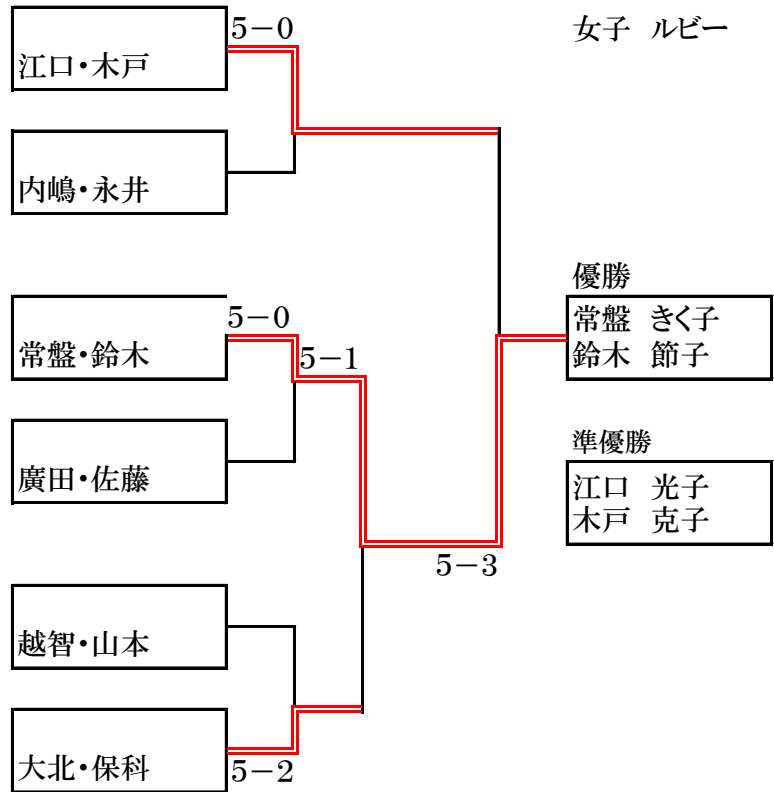 5-0
女子 ルビー
江口・木戸
内嶋・永井
優勝
5-0
常盤 きく子
常盤・鈴木
5-1
鈴木 節子
準優勝
廣田・佐藤
江口 光子
木戸 克子
5-3
越智・山本
大北・保科
5-2